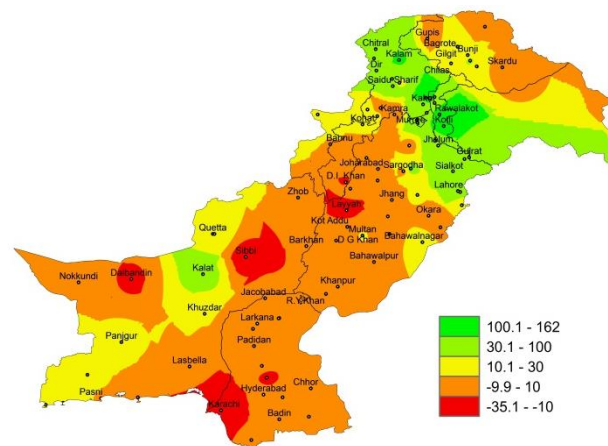 Gupis
Chitral
Bagrote
Bunji
Kalam
Gilgit
Skardu
Dir
Chilas
Saidu Sharif
Kakul
Rawalakot
Kamra
Kotli
Kohat
Murree
Bannu
Jhelum
Gujrat
Joharabad
Sargodha
Sialkot
D.I. Khan
Lahore
Zhob
Layyah
Jhang
Okara
Kot Addu
Quetta
Multan
Bahawalnagar
Sibbi
Barkhan
D G Khan
Kalat
Bahawalpur
Nokkundi
Dalbandin
Khanpur
Jacobabad
R.Y.Khan
Khuzdar
Larkana
Panjgur
Padidan
Lasbella
Pasni
Hyderabad
Chhor
Karachi
Badin
100.1 - 162
30.1 - 100
10.1 - 30
-9.9 - 10
-35.1 - -10